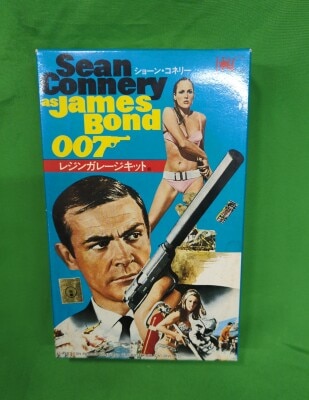 Sean
ショーン・コネリー
Connery
as James
Bond
007
レジンガレージキット